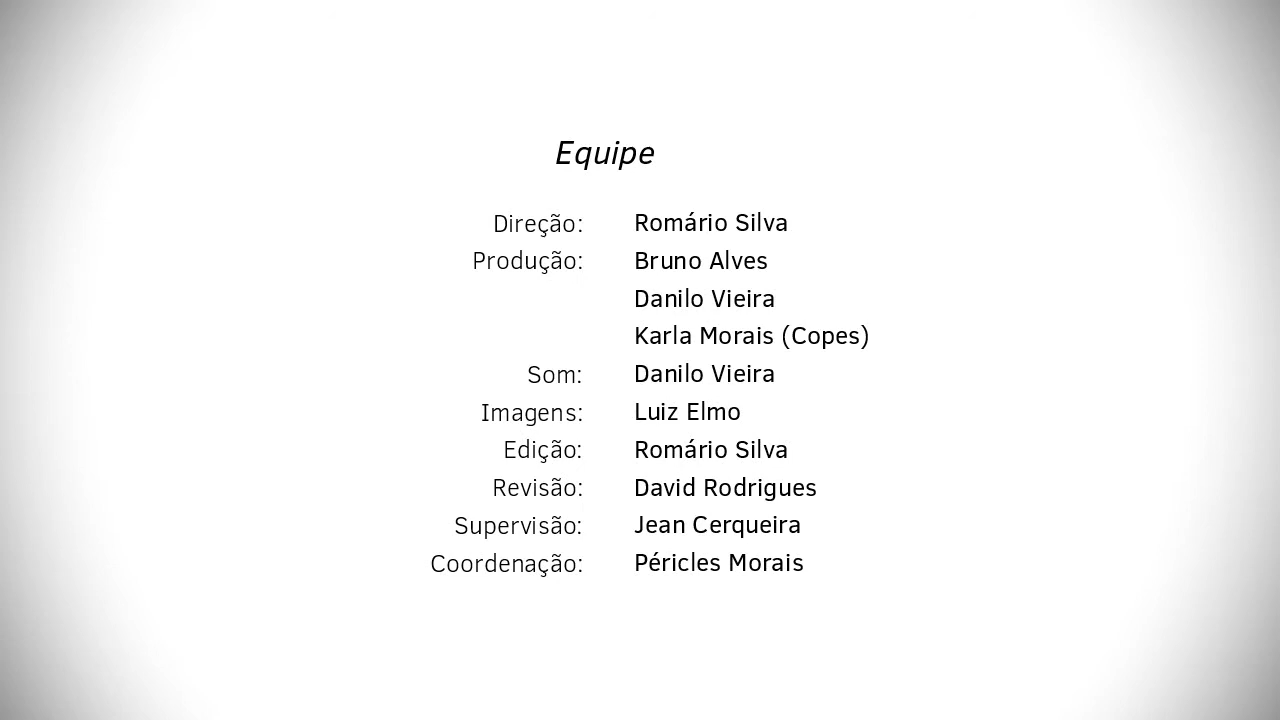 Equipe
Direção: Romário Silva
Produção: Bruno Alves
Danilo Vieira
Karla Morais (Copes)
Som: Danilo Vieira
Imagens: Luiz Elmo
Edição: Romário Silva
Revisão: David Rodrigues
Supervisão: Jean Cerqueira
Coordenação: Péricles Morais